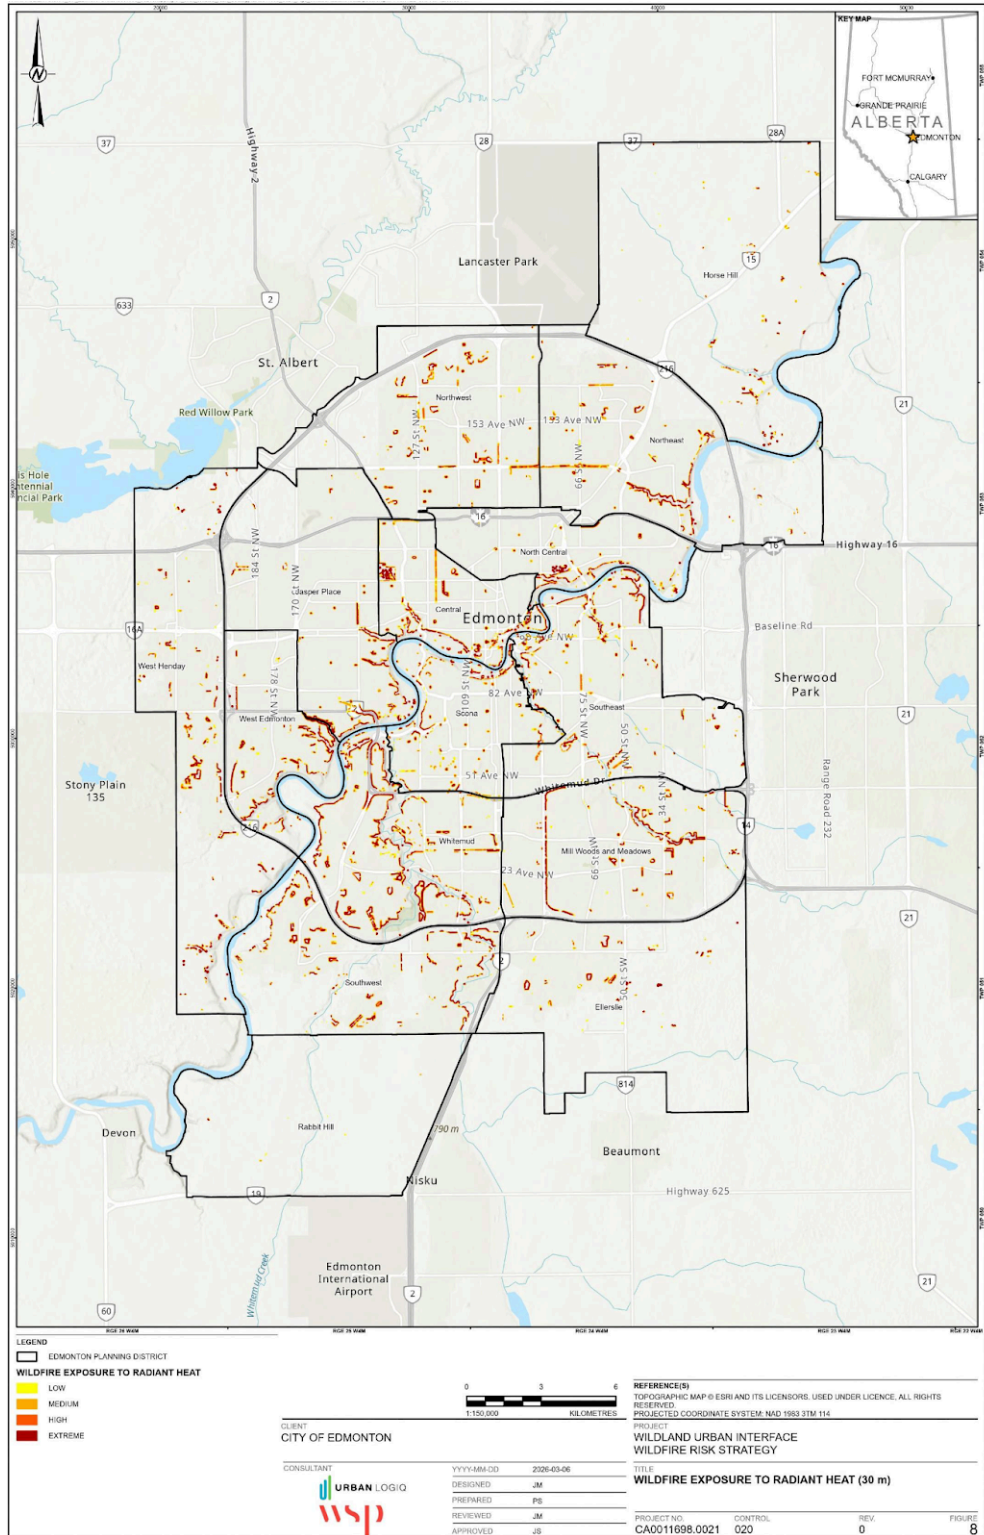 KEY MAP
FORT MCMURRAY
GRANDE PRAIRIE
ALBERTA
EDMONTON
CALGARY
N
37
Highway 2
28
37
28A
Lancaster Park
Horse Hill
15
633
2
St. Albert
216
Red Willow Park
Northwest
127 St NW
153 Ave NW
153 Ave NW
Northeast
21
66 St NW
16
184 St NW
North Central
16
Highway 16
170 St NW
Jasper Place
Central
Edmonton
16A
Baseline Rd
West Henday
178 St NW
109 St NW
82 Ave NW
Sherwood
Park
West Edmonton
Scona
75 St NW
Southeast
50 St NW
21
51 Ave NW
Whitemud Dr
34 St NW
Range Road 232
Stony Plain
135
216
14
Whitemud
Mill Woods and Meadows
23 Ave NW
21
2
Southwest
50 St SW
Ellerslie
814
Devon
Rabbit Hill
790 m
Beaumont
Nisku
19
Highway 625
Whitemud Creek
Edmonton
International
Airport
60
2
21
LEGEND
EDMONTON PLANNING DISTRICT
WILDFIRE EXPOSURE TO RADIANT HEAT
LOW
MEDIUM
HIGH
EXTREME
0 3 6
1:150,000 KILOMETRES
REFERENCE(S)
TOPOGRAPHIC MAP © ESRI AND ITS LICENSORS. USED UNDER LICENCE, ALL RIGHTS
RESERVED.
PROJECTED COORDINATE SYSTEM: NAD 1983 3TM 114
CLIENT
CITY OF EDMONTON
PROJECT
WILDLAND URBAN INTERFACE
WILDFIRE RISK STRATEGY
CONSULTANT
URBAN LOGIQ
wsp
YYYY-MM-DD 2026-03-06
DESIGNED JM
PREPARED PS
REVIEWED JM
APPROVED JS
TITLE
WILDFIRE EXPOSURE TO RADIANT HEAT (30 m)
PROJECT NO. CONTROL REV. FIGURE
CA0011698.0021 020 0 8